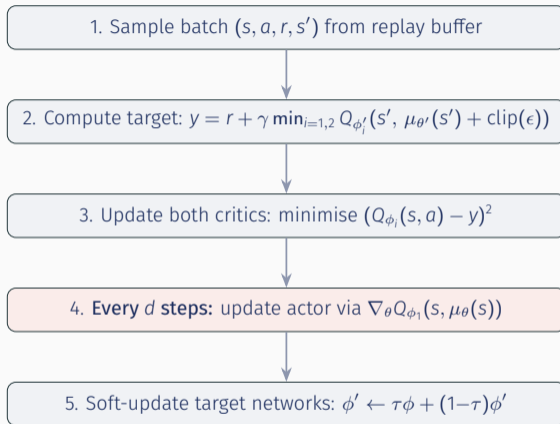 1. Sample batch (s, a, r, s′) from replay buffer
2. Compute target: y = r + γ min_{i=1,2} Q_{ϕ′_i}(s′, μ_{θ′}(s′) + clip(ϵ))
3. Update both critics: minimise (Q_{ϕ_i}(s, a) − y)²
4. Every d steps: update actor via ∇_θ Q_{ϕ_1}(s, μ_θ(s))
5. Soft-update target networks: ϕ′ ← τϕ + (1−τ)ϕ′